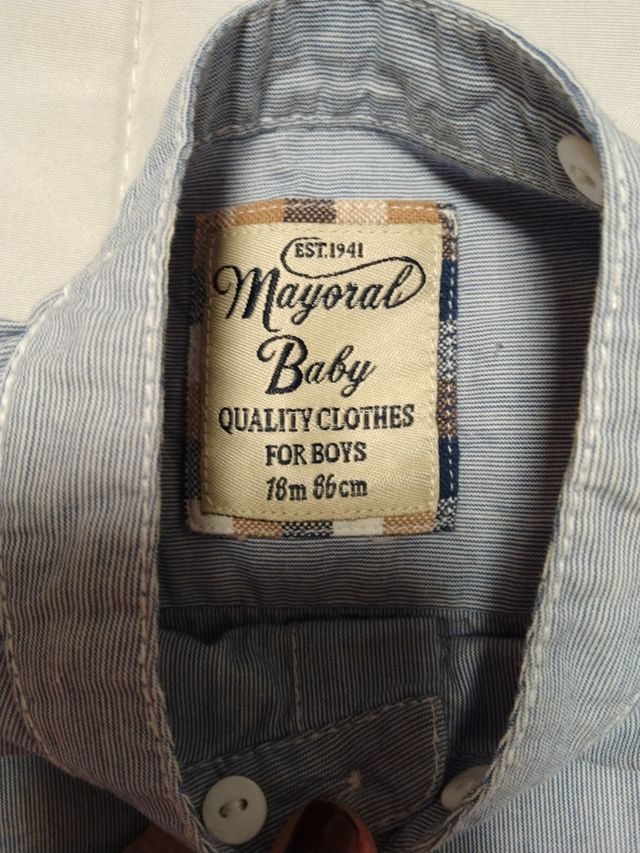 EST.1941
Mayoral
Baby
QUALITY CLOTHES
FOR BOYS
18m 86cm